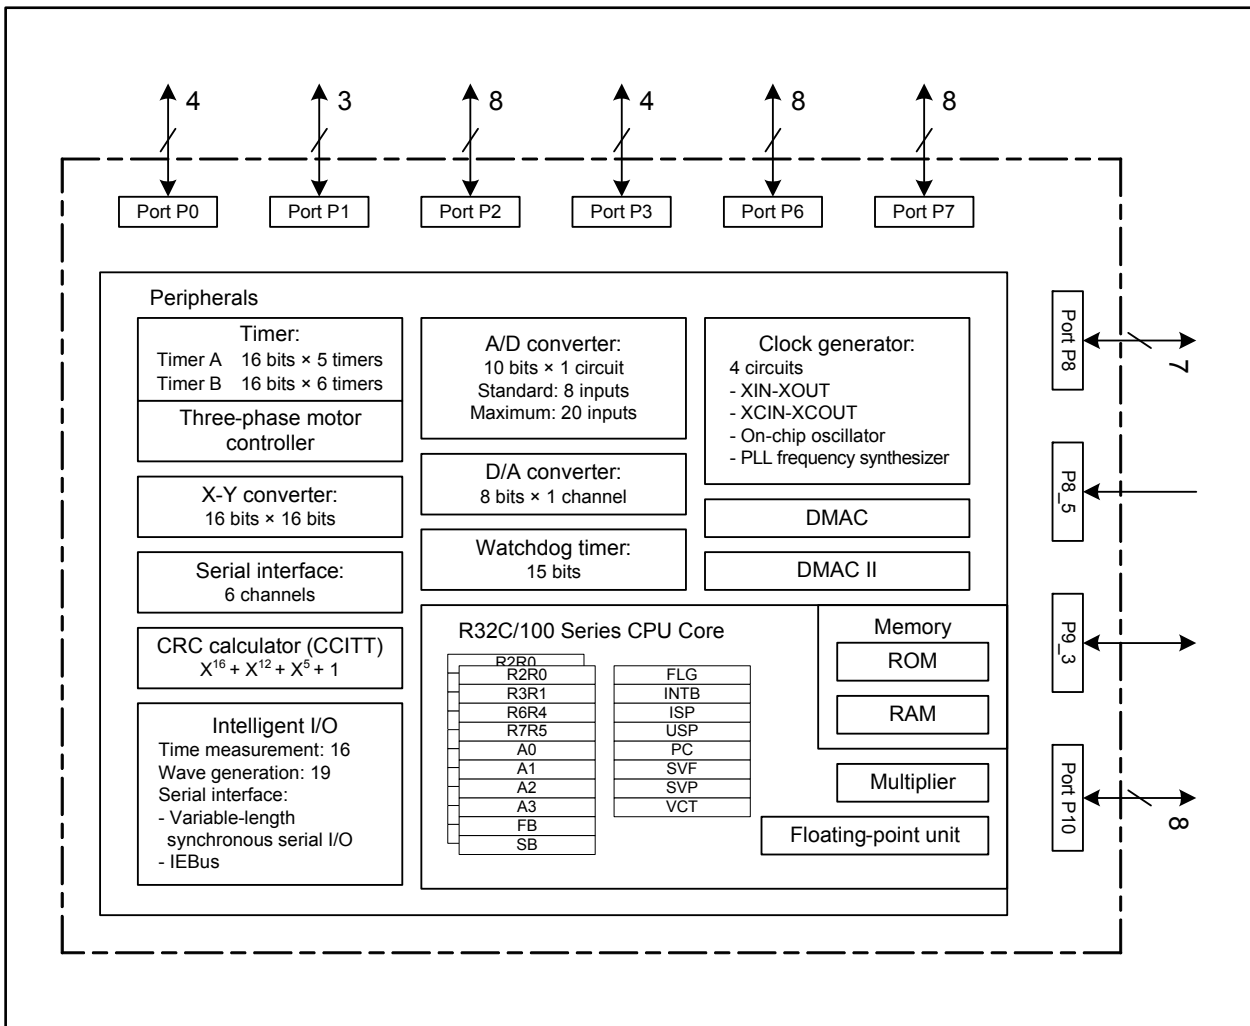 4
3
8
4
8
8
Port P0
Port P1
Port P2
Port P3
Port P6
Port P7
Peripherals
Timer:
Timer A 16 bits × 5 timers
Timer B 16 bits × 6 timers
Three-phase motor
controller
X-Y converter:
16 bits × 16 bits
Serial interface:
6 channels
CRC calculator (CCITT)
X¹⁶ + X¹² + X⁵ + 1
Intelligent I/O
Time measurement: 16
Wave generation: 19
Serial interface:
- Variable-length
synchronous serial I/O
- IEBus
A/D converter:
10 bits × 1 circuit
Standard: 8 inputs
Maximum: 20 inputs
D/A converter:
8 bits × 1 channel
Watchdog timer:
15 bits
Clock generator:
4 circuits
- XIN-XOUT
- XCIN-XCOUT
- On-chip oscillator
- PLL frequency synthesizer
DMAC
DMAC II
R32C/100 Series CPU Core
R2R0
R2R0
R3R1
R6R4
R7R5
A0
A1
A2
A3
FB
SB
FLG
INTB
ISP
USP
PC
SVF
SVP
VCT
Memory
ROM
RAM
Multiplier
Floating-point unit
Port P8
7
P8_5
P9_3
Port P10
8